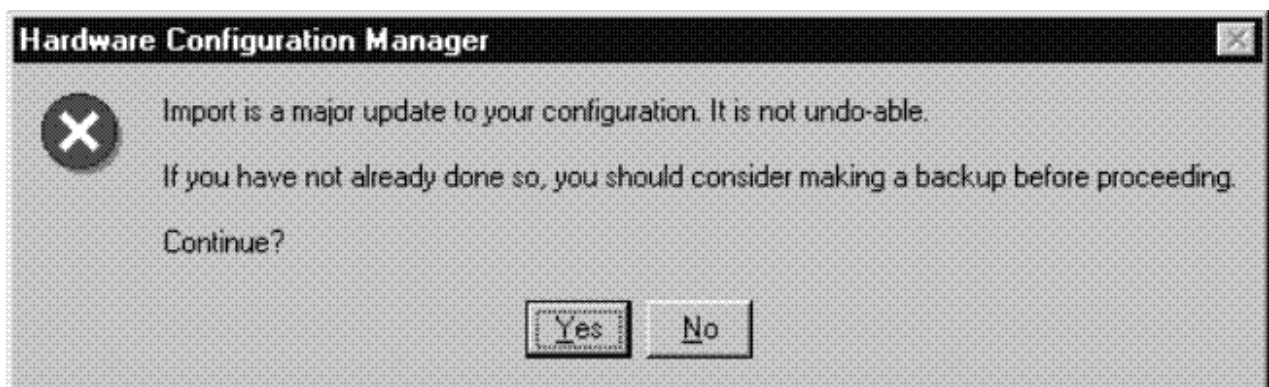 Hardware Configuration Manager
Import is a major update to your configuration. It is not undo-able.
If you have not already done so, you should consider making a backup before proceeding.
Continue?
Yes No